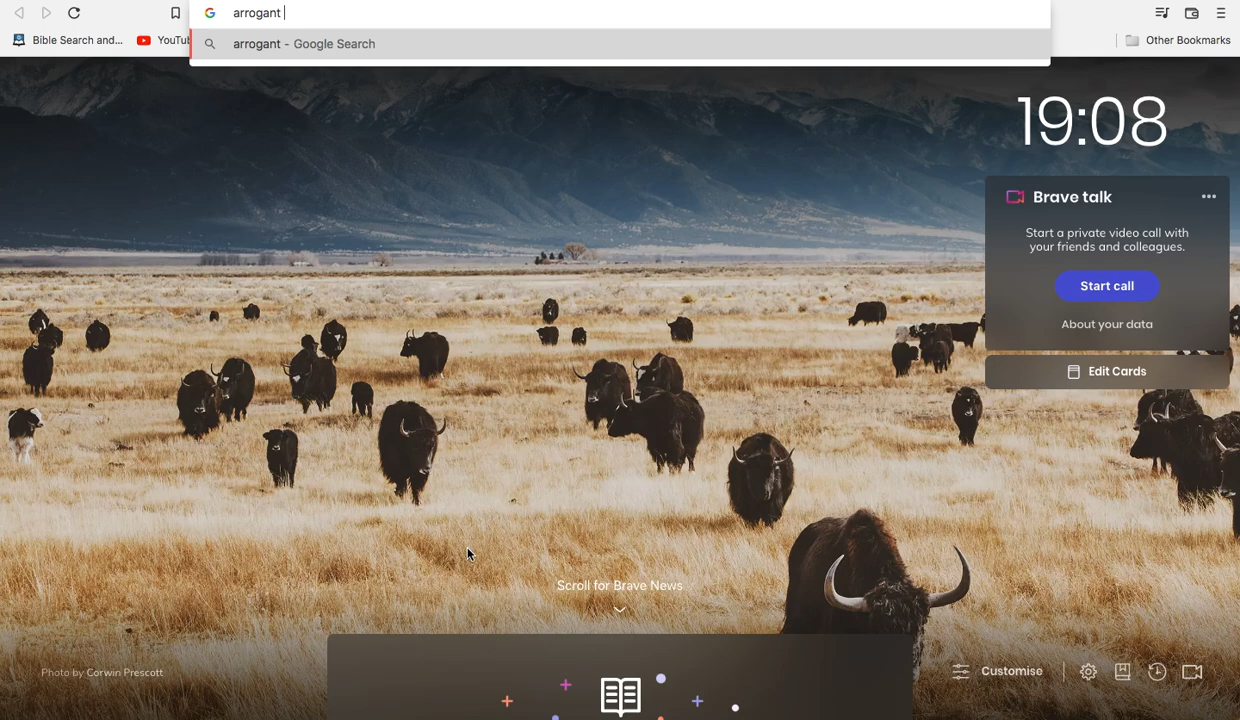 arrogant
Bible Search and...
YouTu
arrogant - Google Search
Other Bookmarks
19:08
Brave talk
Start a private video call with
your friends and colleagues.
Start call
About your data
Edit Cards
Scroll for Brave News
Photo by Corwin Prescott
Customise